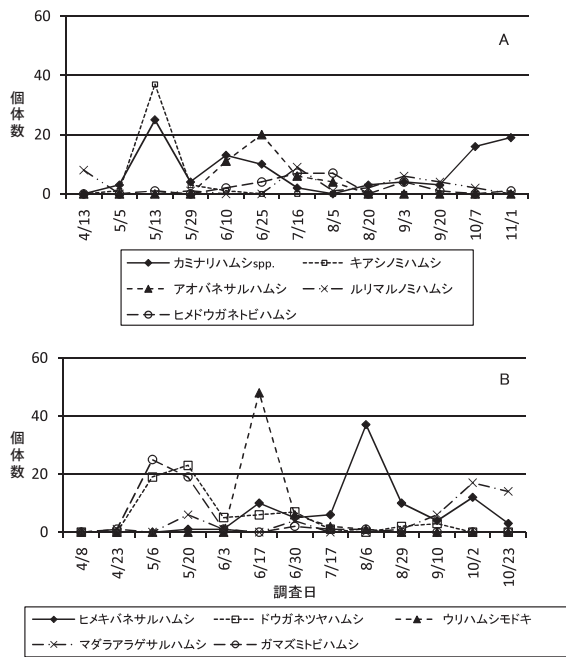 60
A
40
個体数
20
0
4/13 5/5 5/13 5/29 6/10 6/25 7/16 8/5 8/20 9/3 9/20 10/7 11/1
カミナリハムシspp. キアシノミハムシ
アオバネサルハムシ ルリマルノミハムシ
ヒメドウガネトビハムシ
60
B
40
個体数
20
0
4/8 4/23 5/6 5/20 6/3 6/17 6/30 7/17 8/6 8/29 9/10 10/2 10/23
調査日
ヒメキバネサルハムシ ドウガネツヤハムシ ウリハムシモドキ
マダラアラゲサルハムシ ガマズミトビハムシ